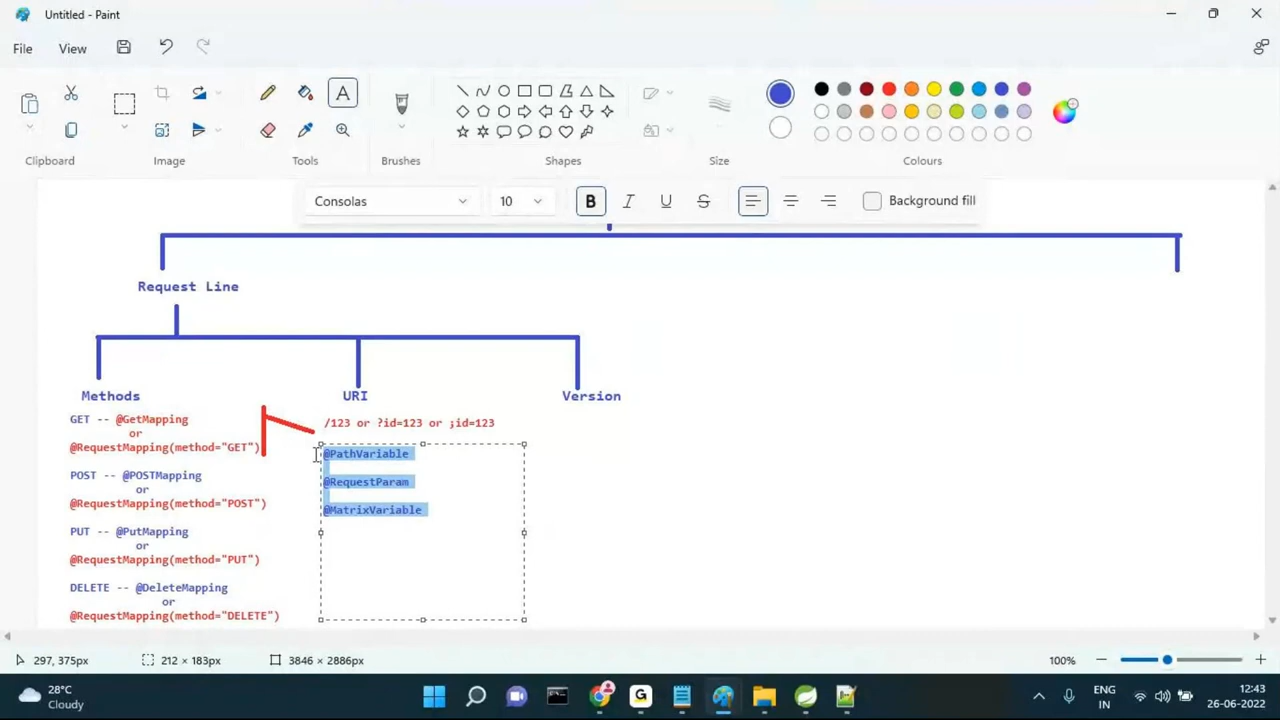 Untitled - Paint
File View
Clipboard Image Tools Brushes Shapes Size Colours
A
Consolas 10 B I U S Background fill
Request Line
Methods URI Version
GET -- @GetMapping
or
@RequestMapping(method="GET")
POST -- @POSTMapping
or
@RequestMapping(method="POST")
PUT -- @PutMapping
or
@RequestMapping(method="PUT")
DELETE -- @DeleteMapping
or
@RequestMapping(method="DELETE")
/123 or ?id=123 or ;id=123
@PathVariable
@RequestParam
@MatrixVariable
297, 375px 212 × 183px 3846 × 2886px 100%
28°C
Cloudy
G
ENG
IN
12:43
26-06-2022